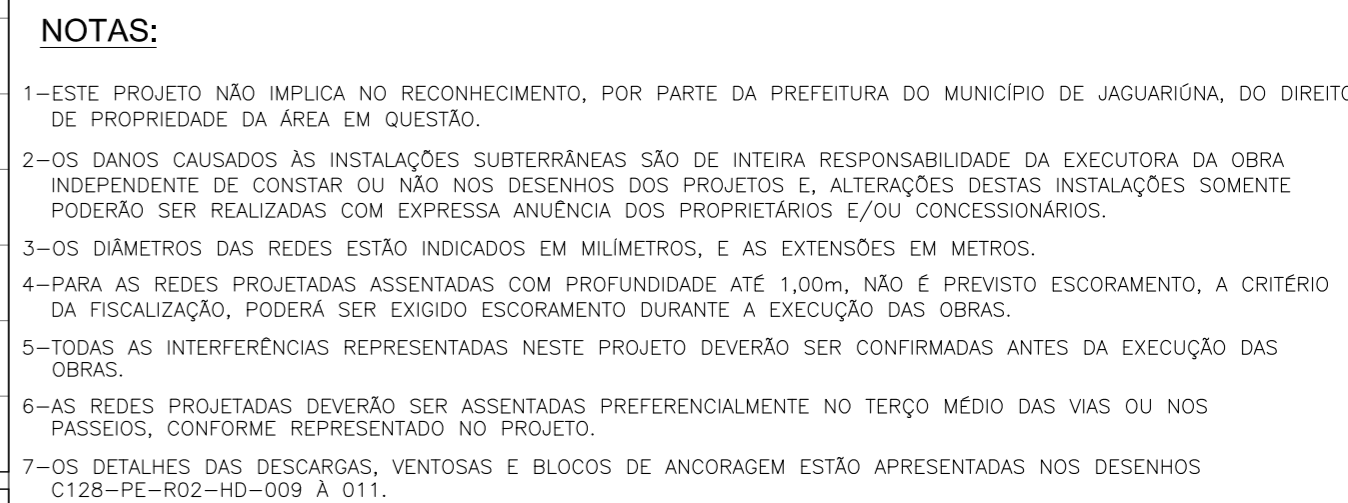 NOTAS:
1-ESTE PROJETO NÃO IMPLICA NO RECONHECIMENTO, POR PARTE DA PREFEITURA DO MUNICÍPIO DE JAGUARIÚNA, DO DIREITO
DE PROPRIEDADE DA ÁREA EM QUESTÃO.
2-OS DANOS CAUSADOS ÀS INSTALAÇÕES SUBTERRÂNEAS SÃO DE INTEIRA RESPONSABILIDADE DA EXECUTORA DA OBRA
INDEPENDENTE DE CONSTAR OU NÃO NOS DESENHOS DOS PROJETOS E, ALTERAÇÕES DESTAS INSTALAÇÕES SOMENTE
PODERÃO SER REALIZADAS COM EXPRESSA ANUÊNCIA DOS PROPRIETÁRIOS E/OU CONCESSIONÁRIOS.
3-OS DIÂMETROS DAS REDES ESTÃO INDICADOS EM MILÍMETROS, E AS EXTENSÕES EM METROS.
4-PARA AS REDES PROJETADAS ASSENTADAS COM PROFUNDIDADE ATÉ 1,00m, NÃO É PREVISTO ESCORAMENTO, A CRITÉRIO
DA FISCALIZAÇÃO, PODERÁ SER EXIGIDO ESCORAMENTO DURANTE A EXECUÇÃO DAS OBRAS.
5-TODAS AS INTERFERÊNCIAS REPRESENTADAS NESTE PROJETO DEVERÃO SER CONFIRMADAS ANTES DA EXECUÇÃO DAS
OBRAS.
6-AS REDES PROJETADAS DEVERÃO SER ASSENTADAS PREFERENCIALMENTE NO TERÇO MÉDIO DAS VIAS OU NOS
PASSEIOS, CONFORME REPRESENTADO NO PROJETO.
7-OS DETALHES DAS DESCARGAS, VENTOSAS E BLOCOS DE ANCORAGEM ESTÃO APRESENTADAS NOS DESENHOS
C128-PE-R02-HD-009 À 011.